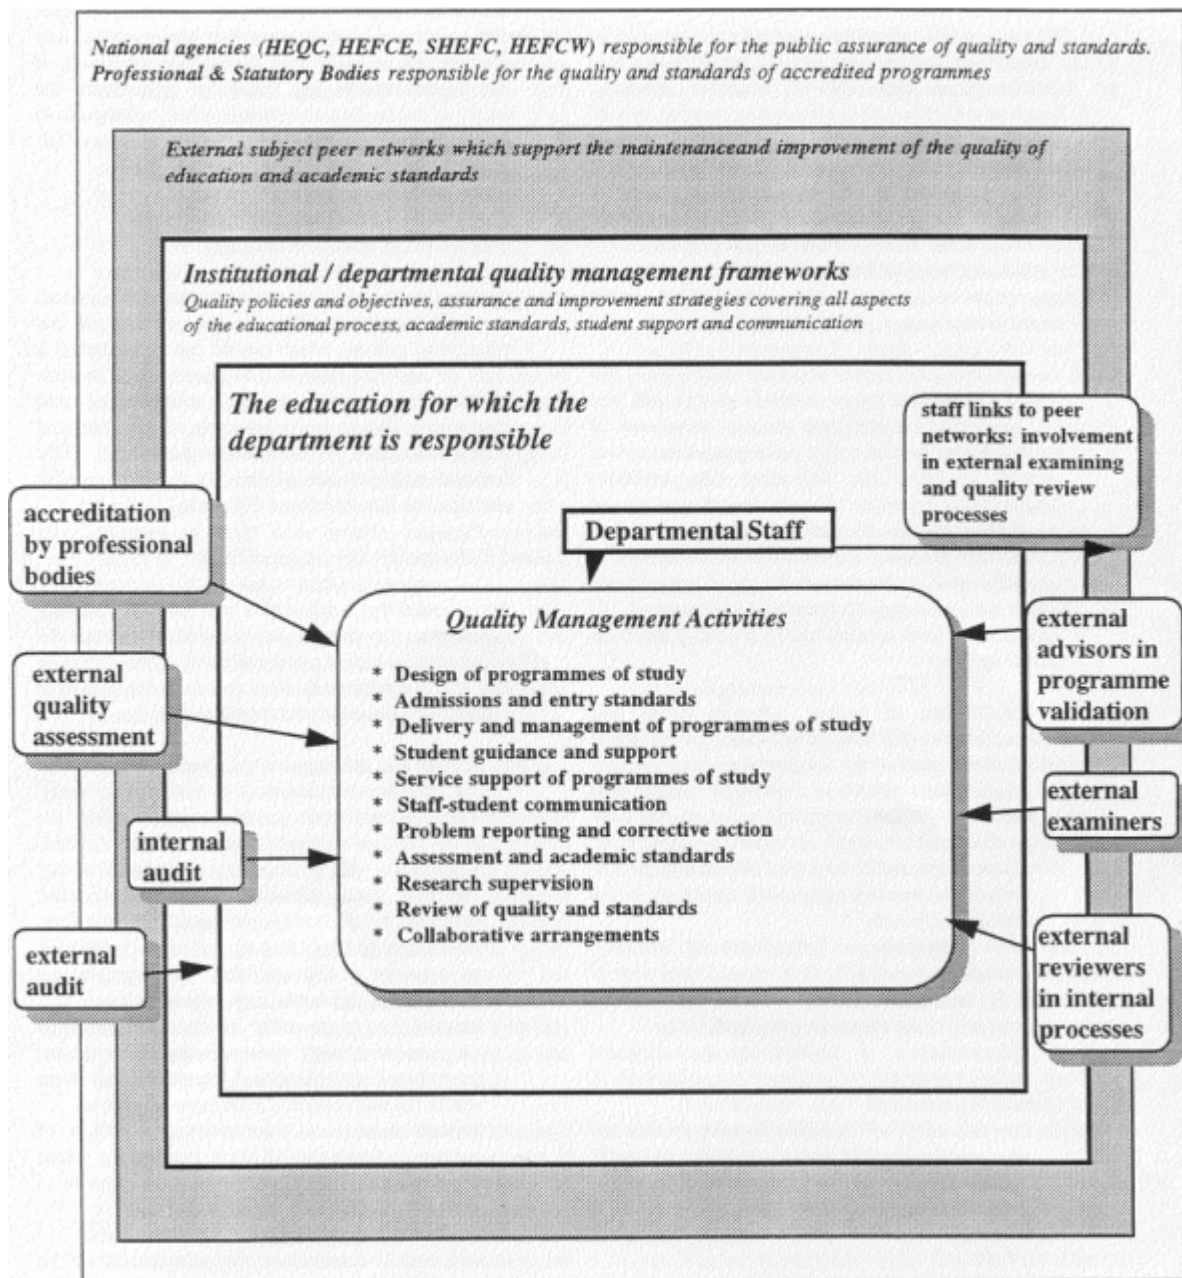 National agencies (HEQC, HEFCE, SHEFC, HEFCW) responsible for the public assurance of quality and standards.
Professional & Statutory Bodies responsible for the quality and standards of accredited programmes
External subject peer networks which support the maintenanceand improvement of the quality of
education and academic standards
Institutional / departmental quality management frameworks
Quality policies and objectives, assurance and improvement strategies covering all aspects
of the educational process, academic standards, student support and communication
The education for which the
department is responsible
staff links to peer
networks: involvement
in external examining
and quality review
processes
accreditation
by professional
bodies
Departmental Staff
Quality Management Activities
* Design of programmes of study
* Admissions and entry standards
* Delivery and management of programmes of study
* Student guidance and support
* Service support of programmes of study
* Staff-student communication
* Problem reporting and corrective action
* Assessment and academic standards
* Research supervision
* Review of quality and standards
* Collaborative arrangements
external
quality
assessment
internal
audit
external
audit
external
advisors in
programme
validation
external
examiners
external
reviewers
in internal
processes